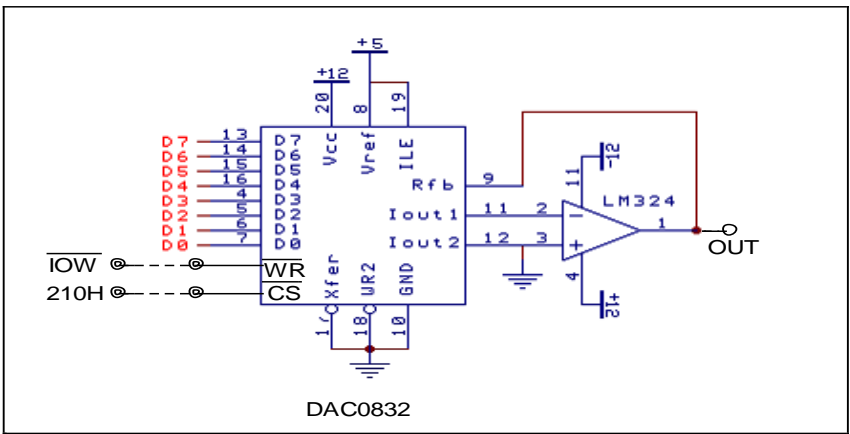 +5
+12
20
8
19
D7 13 D7
D6 14 D6
D5 15 D5
D4 16 D4
D3 4 D3
D2 5 D2
D1 6 D1
D0 7 D0
Vcc
Vref
ILE
Rfb 9
Iout1 11 2 −
Iout2 12 3 +
11
-12
LM324
1
OUT
4
+12
IOW
WR
210H
CS
Xfer
WR2
GND
17
18
10
DAC0832